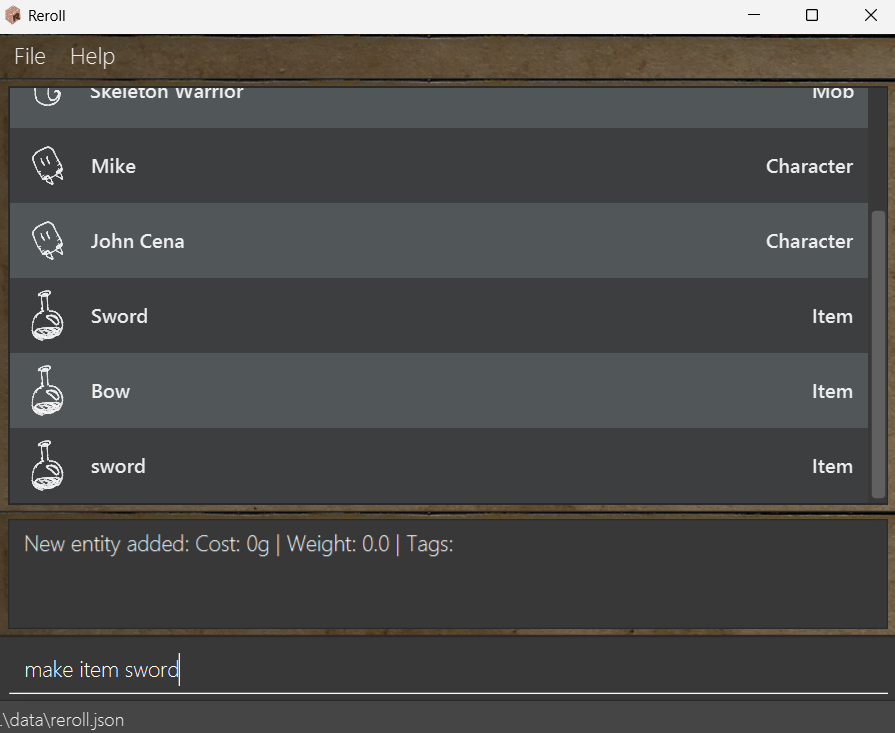 Reroll
File Help
Skeleton Warrior Mob
Mike Character
John Cena Character
Sword Item
Bow Item
sword Item
New entity added: Cost: 0g | Weight: 0.0 | Tags:
make item sword
.\data\reroll.json